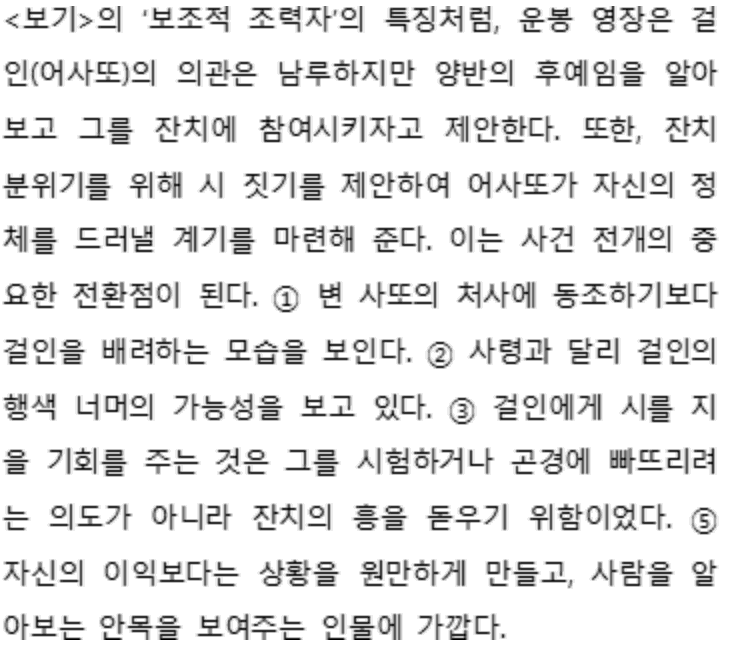 <보기>의 ‘보조적 조력자’의 특징처럼, 운봉 영장은 걸
인(어사또)의 의관은 남루하지만 양반의 후예임을 알아
보고 그를 잔치에 참여시키자고 제안한다. 또한, 잔치
분위기를 위해 시 짓기를 제안하여 어사또가 자신의 정
체를 드러낼 계기를 마련해 준다. 이는 사건 전개의 중
요한 전환점이 된다. ① 변 사또의 처사에 동조하기보다
걸인을 배려하는 모습을 보인다. ② 사령과 달리 걸인의
행색 너머의 가능성을 보고 있다. ③ 걸인에게 시를 지
을 기회를 주는 것은 그를 시험하거나 곤경에 빠뜨리려
는 의도가 아니라 잔치의 흥을 돋우기 위함이었다. ⑤
자신의 이익보다는 상황을 원만하게 만들고, 사람을 알
아보는 안목을 보여주는 인물에 가깝다.